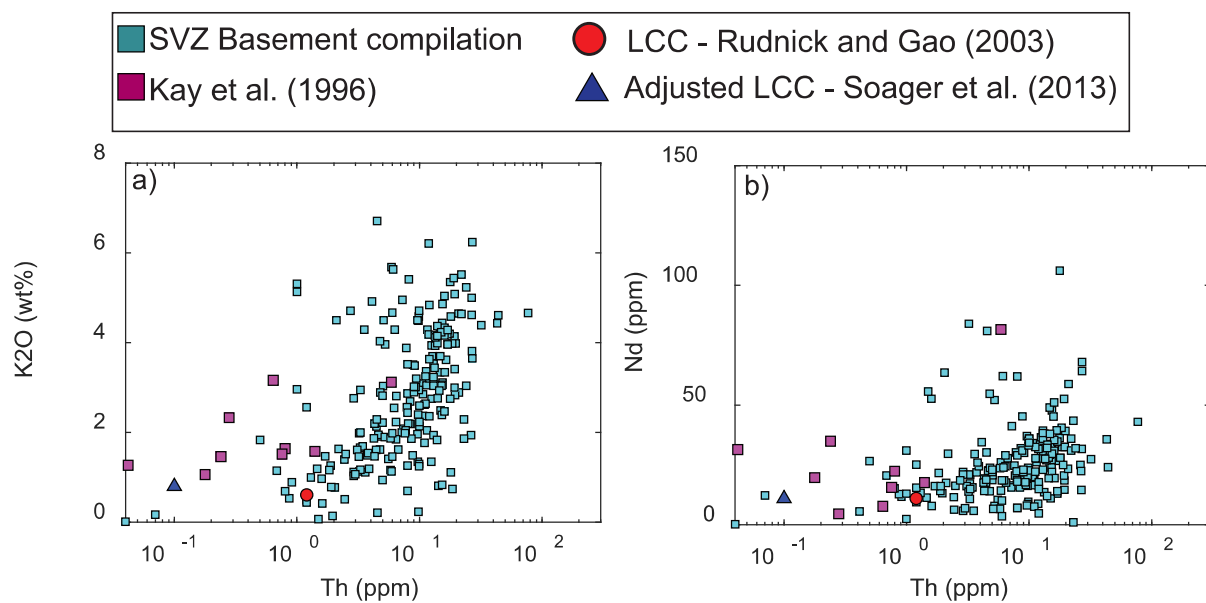 SVZ Basement compilation
LCC - Rudnick and Gao (2003)
Kay et al. (1996)
Adjusted LCC - Soager et al. (2013)
a)
8
6
4
2
0
K2O (wt%)
10 -1
10 0
10 1
10 2
Th (ppm)
b)
150
100
50
0
Nd (ppm)
10 -1
10 0
10 1
10 2
Th (ppm)